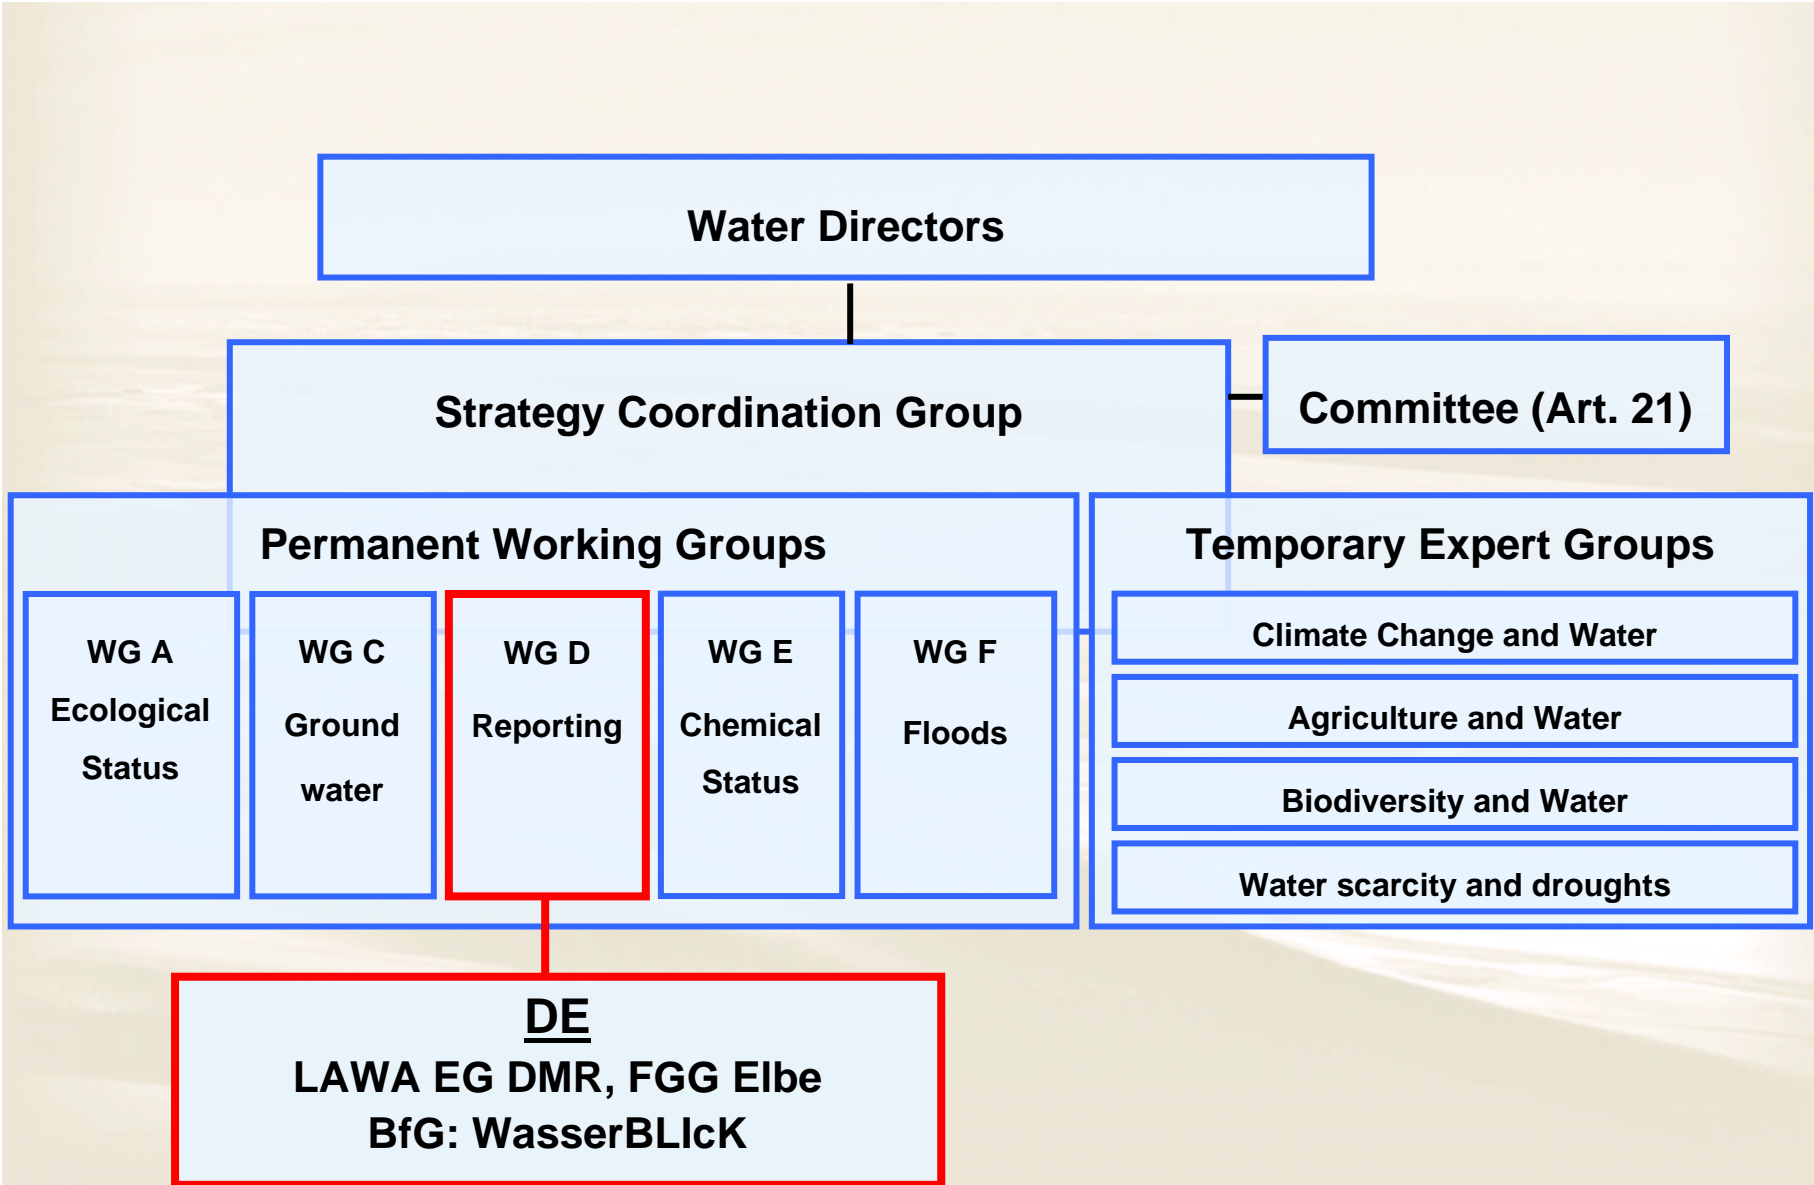 Water Directors
Strategy Coordination Group
Committee (Art. 21)
Permanent Working Groups
WG A
Ecological
Status
WG C
Ground
water
WG D
Reporting
WG E
Chemical
Status
WG F
Floods
Temporary Expert Groups
Climate Change and Water
Agriculture and Water
Biodiversity and Water
Water scarcity and droughts
DE
LAWA EG DMR, FGG Elbe
BfG: WasserBLIcK